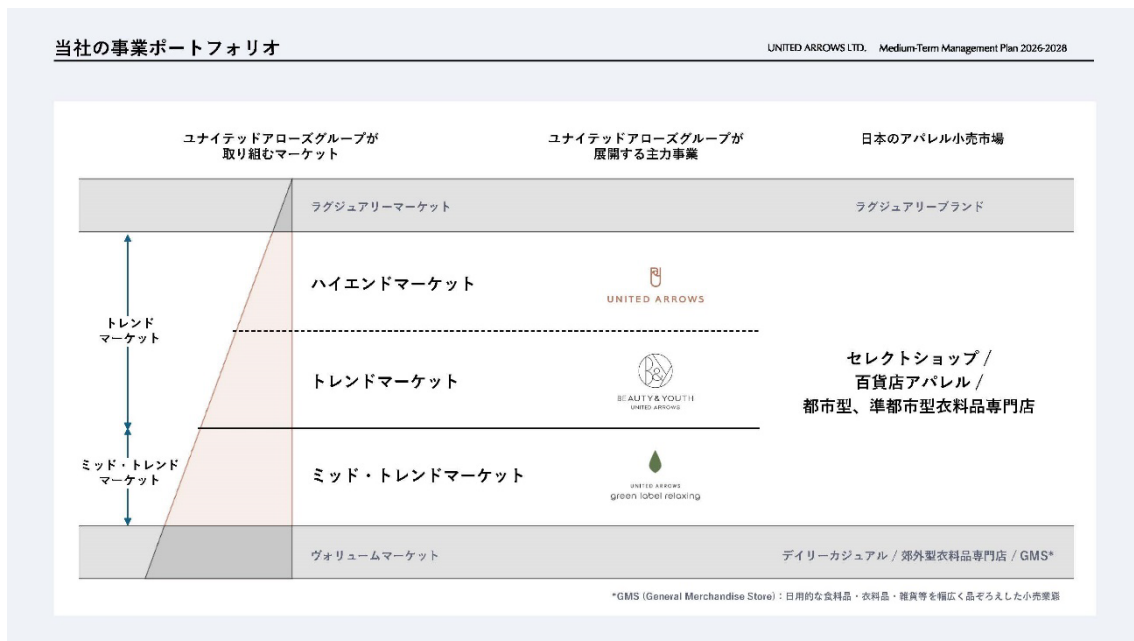 当社の事業ポートフォリオ
UNITED ARROWS LTD. Medium-Term Management Plan 2026-2028
ユナイテッドアローズグループが
取り組むマーケット
ユナイテッドアローズグループが
展開する主力事業
日本のアパレル小売市場
ラグジュアリーマーケット
ラグジュアリーブランド
トレンド
マーケット
ハイエンドマーケット
UNITED ARROWS
トレンドマーケット
B&Y
BEAUTY & YOUTH
UNITED ARROWS
セレクトショップ /
百貨店アパレル /
都市型、準都市型衣料品専門店
ミッド・トレンド
マーケット
ミッド・トレンドマーケット
UNITED ARROWS
green label relaxing
ヴォリュームマーケット
デイリーカジュアル / 郊外型衣料品専門店 / GMS*
*GMS (General Merchandise Store) : 日用的な食料品・衣料品・雑貨等を幅広く品ぞろえした小売業態